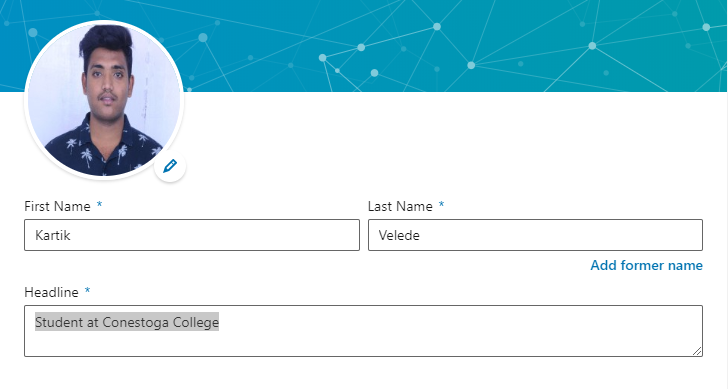 First Name *
Last Name *
Kartik
Velede
Add former name
Headline *
Student at Conestoga College